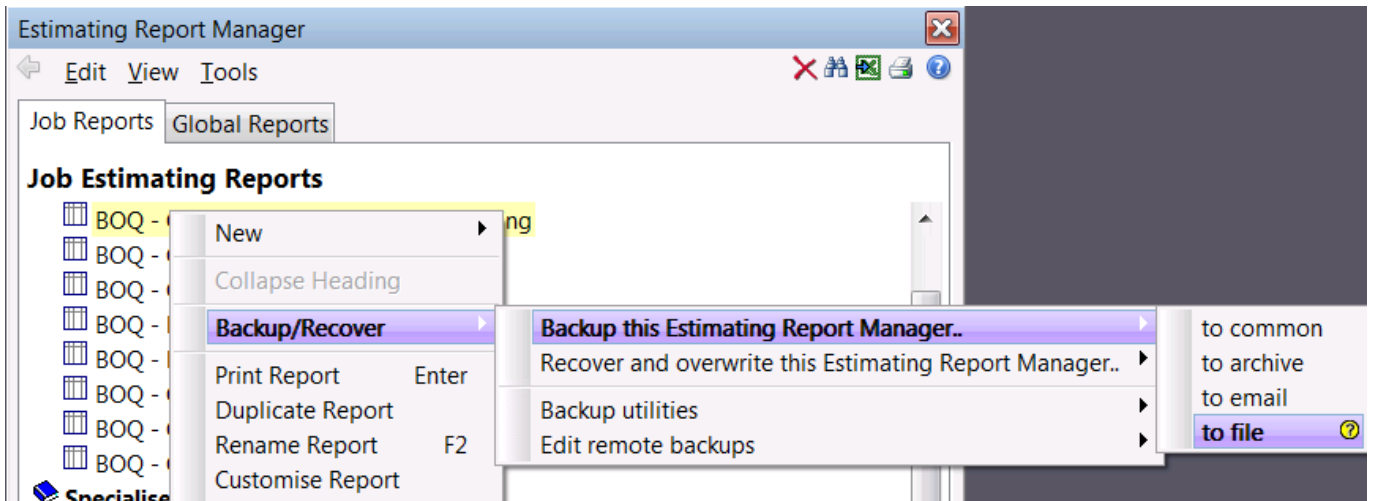 Estimating Report Manager
Edit View Tools
Job Reports Global Reports
Job Estimating Reports
BOQ -
BOQ -
BOQ -
BOQ -
BOQ -
BOQ -
BOQ -
BOQ -
New
Collapse Heading
Backup/Recover
Print Report Enter
Duplicate Report
Rename Report F2
Customise Report
Backup this Estimating Report Manager..
Recover and overwrite this Estimating Report Manager..
Backup utilities
Edit remote backups
to common
to archive
to email
to file